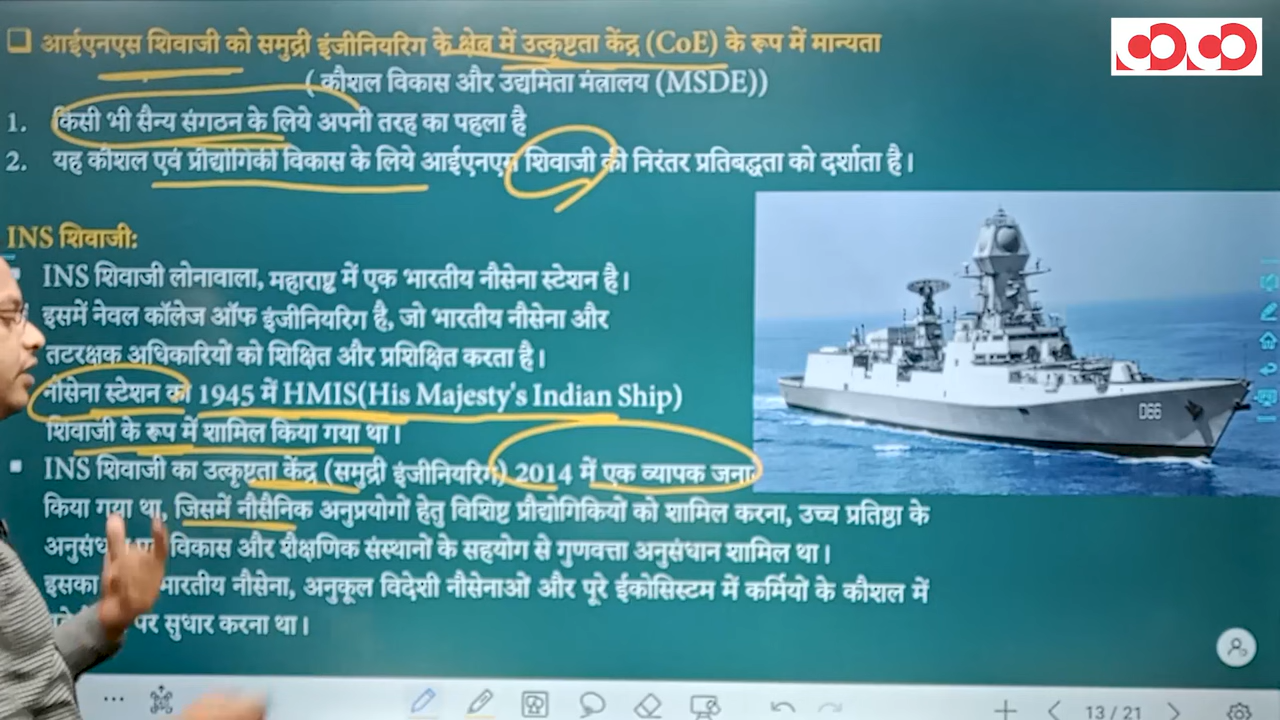 आईएनएस शिवाजी को समुद्री इंजीनियरिग के क्षेत्र में उत्कृष्टता केंद्र (CoE) के रूप में मान्यता
( कौशल विकास और उद्यमिता मंत्रालय (MSDE))
1. किसी भी सैन्य संगठन के लिये अपनी तरह का पहला है
2. यह कौशल एवं प्रौद्योगिकी विकास के लिये आईएनएस शिवाजी की निरंतर प्रतिबद्धता को दर्शाता है।
INS शिवाजी:
INS शिवाजी लोनावाला, महाराष्ट्र में एक भारतीय नौसेना स्टेशन है।
इसमें नेवल कॉलेज ऑफ इंजीनियरिग है, जो भारतीय नौसेना और
तटरक्षक अधिकारियों को शिक्षित और प्रशिक्षित करता है।
नौसेना स्टेशन को 1945 में HMIS(His Majesty's Indian Ship)
शिवाजी के रूप में शामिल किया गया था।
INS शिवाजी का उत्कृष्टता केंद्र (समुद्री इंजीनियरिग) 2014 में एक व्यापक
किया गया था, जिसमें नौसैनिक अनुप्रयोगों हेतु विशिष्ट प्रौद्योगिकियों को शामिल करना, उच्च प्रतिष्ठा के
विकास और शैक्षणिक संस्थानों के सहयोग से गुणवत्ता अनुसंधान शामिल था।
इसका भारतीय नौसेना, अनुकूल विदेशी नौसेनाओं और पूरे ईकोसिस्टम में कर्मियों के कौशल में
पर सुधार करना था।
D66
13 / 21